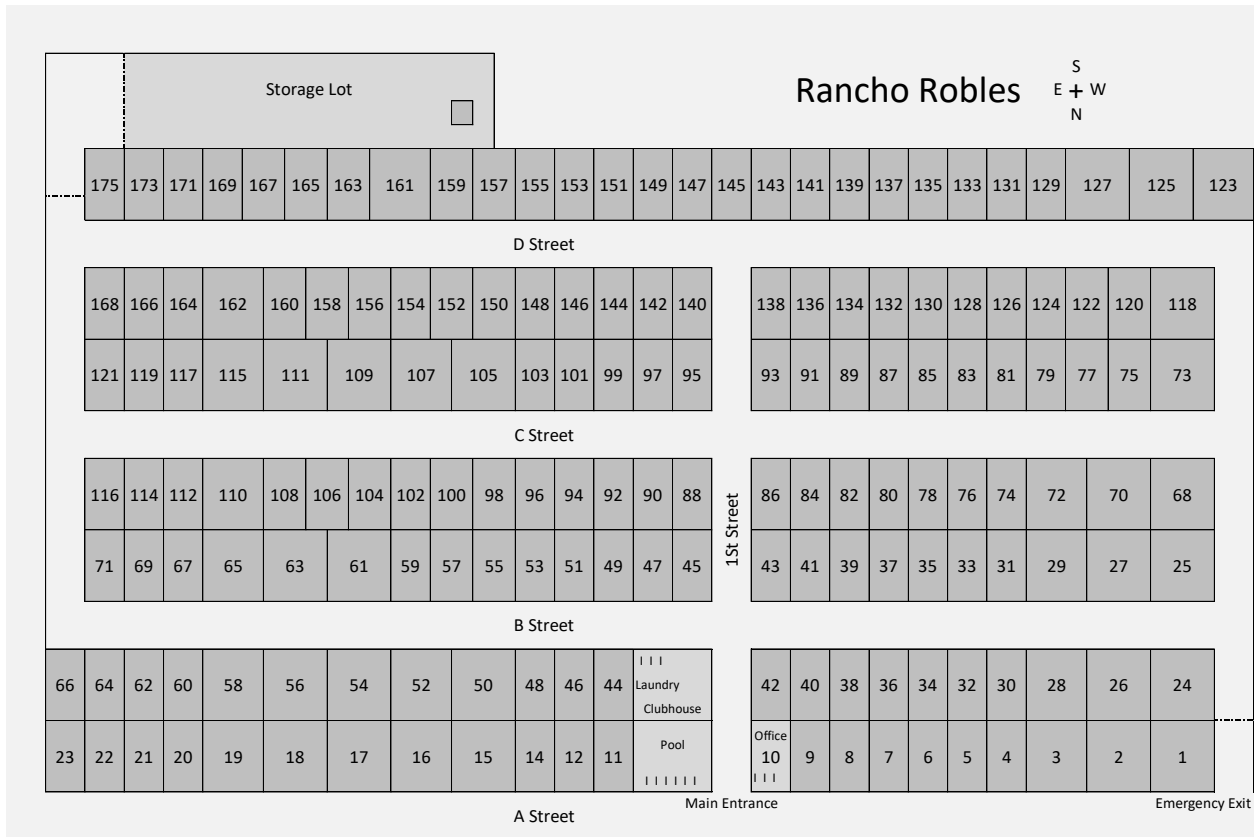 Storage Lot
Rancho Robles
S
E + W
N
175 173 171 169 167 165 163 161 159 157 155 153 151 149 147 145 143 141 139 137 135 133 131 129 127 125 123
D Street
168 166 164 162 160 158 156 154 152 150 148 146 144 142 140 138 136 134 132 130 128 126 124 122 120 118
121 119 117 115 111 109 107 105 103 101 99 97 95 93 91 89 87 85 83 81 79 77 75 73
C Street
116 114 112 110 108 106 104 102 100 98 96 94 92 90 88 86 84 82 80 78 76 74 72 70 68
1St Street
71 69 67 65 63 61 59 57 55 53 51 49 47 45 43 41 39 37 35 33 31 29 27 25
B Street
66 64 62 60 58 56 54 52 50 48 46 44 Laundry 42 40 38 36 34 32 30 28 26 24
Clubhouse
Office
23 22 21 20 19 18 17 16 15 14 12 11 Pool 10 9 8 7 6 5 4 3 2 1
Main Entrance
Emergency Exit
A Street